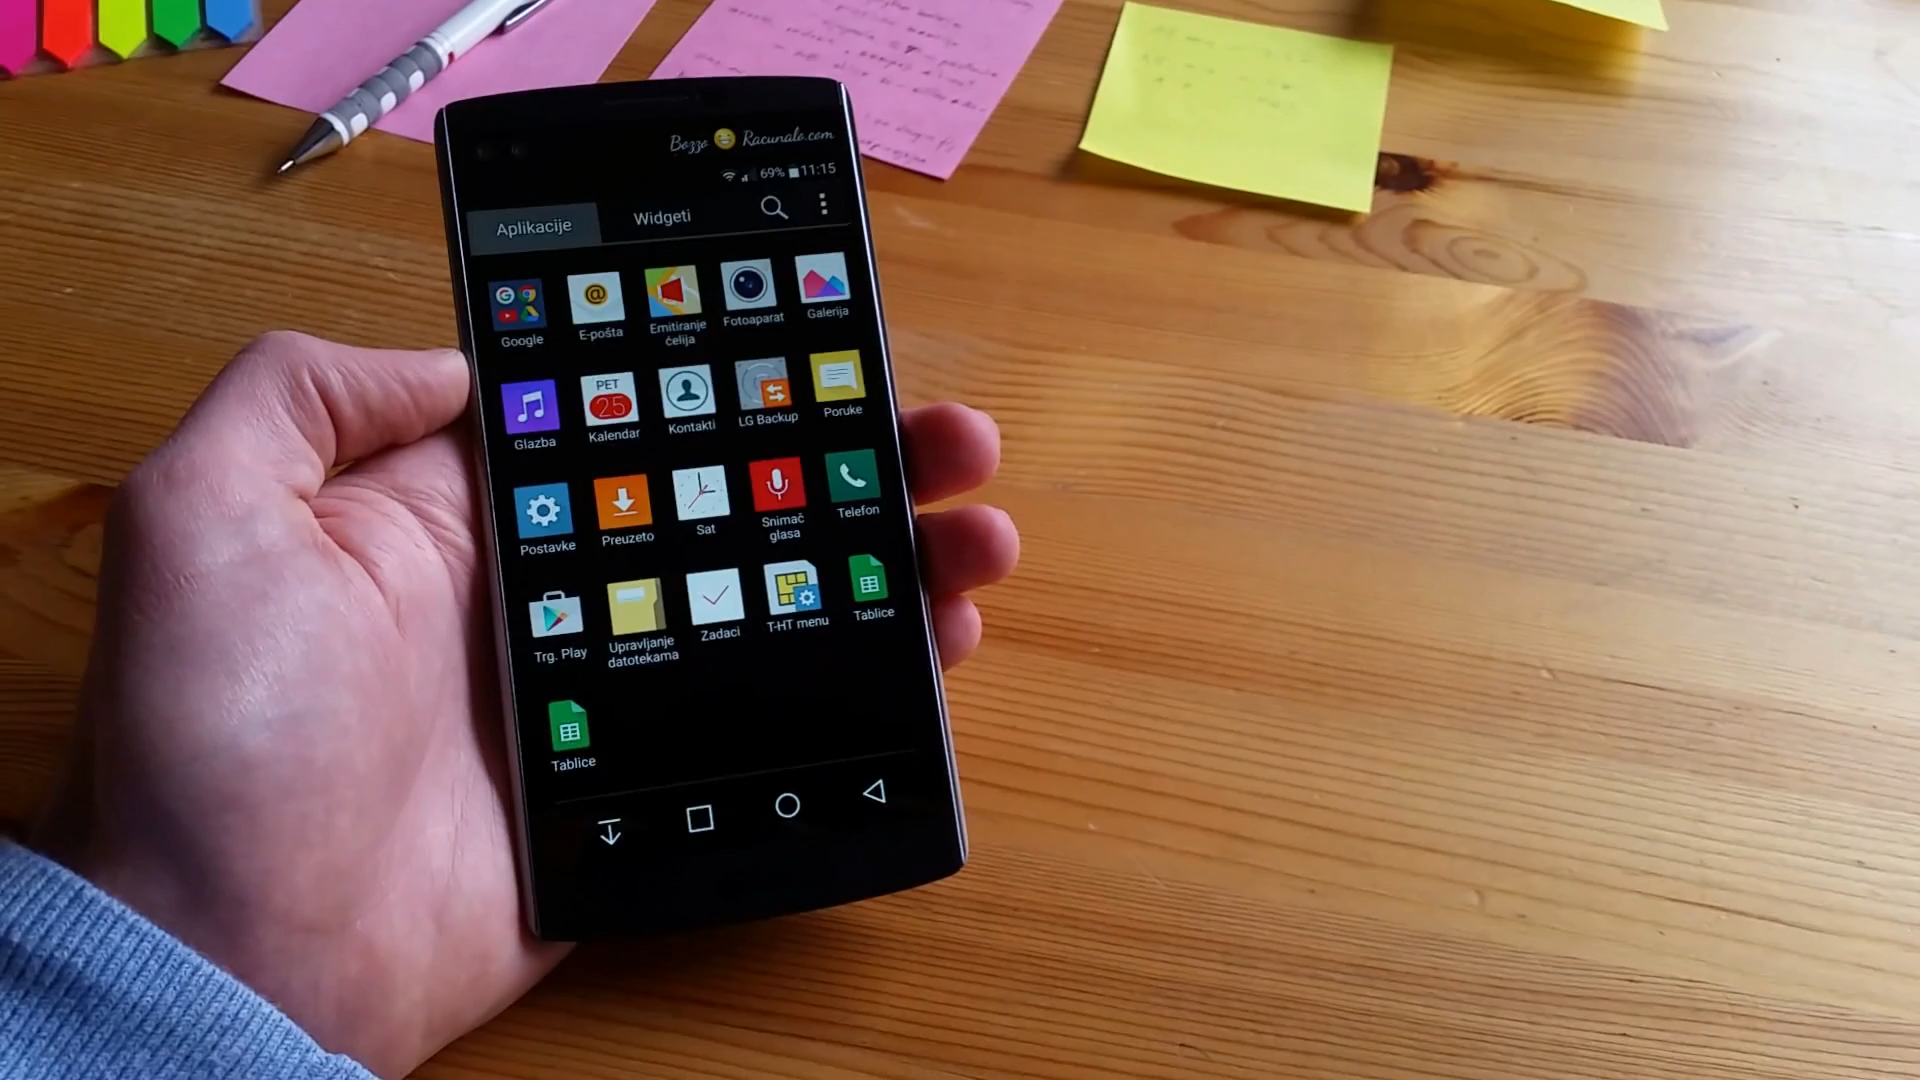 Bozzo Racunalo.com
69% 11:15
Aplikacije Widgeti
Google E-pošta Emitiranje ćelija Fotoaparat Galerija
PET
25
Glazba Kalendar Kontakti LG Backup Poruke
Postavke Preuzeto Sat Snimač glasa Telefon
Trg. Play Upravljanje datotekama Zadaci T-HT menu Tablice
Tablice